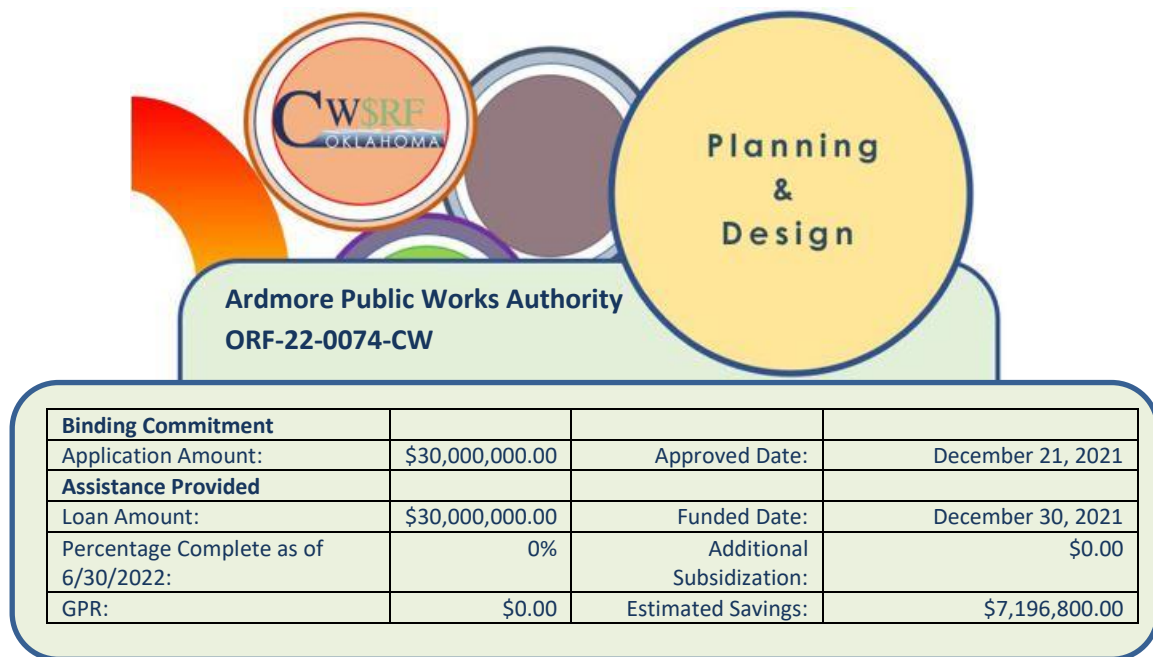 CW$RF
OKLAHOMA
Planning
&
Design
Ardmore Public Works Authority
ORF-22-0074-CW
Binding Commitment
Application Amount: $30,000,000.00 Approved Date: December 21, 2021
Assistance Provided
Loan Amount: $30,000,000.00 Funded Date: December 30, 2021
Percentage Complete as of 0% Additional $0.00
6/30/2022: Subsidization:
GPR: $0.00 Estimated Savings: $7,196,800.00